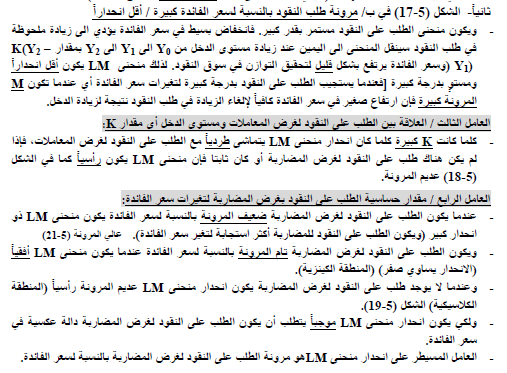 ثانياً- الشكل (5-17) في ب/ مرونة طلب النقود بالنسبة لسعر الفائدة كبيرة / أقل انحداراً
- ويكون منحنى الطلب على النقود مستمر بقدر كبير. فانخفاض بسيط في سعر الفائدة يؤدي الى زيادة ملحوظة
في طلب النقود سينقل المنحنى الى اليمين عند زيادة مستوى الدخل من Y0 الى Y1 الى Y2 بمقدار K(Y2 –
Y1) (وسعر الفائدة يرتفع بشكل قليل لتحقيق التوازن في سوق النقود. لذلك منحنى LM يكون أقل انحداراً
ومستو بدرجة كبيرة [فعندما يستجيب الطلب على النقود بدرجة كبيرة لتغيرات سعر الفائدة أي عندما تكون M
المرونة كبيرة فإن ارتفاع صغير في سعر الفائدة كافياً لإلغاء الزيادة في طلب النقود نتيجة لزيادة الدخل.
العامل الثالث / العلاقة بين الطلب على النقود لغرض المعاملات ومستوى الدخل أي مقدار K:
- كلما كانت K كبيرة كلما كان انحدار LM يتماشى طردياً مع الطلب على النقود لغرض المعاملات، فإذا
لم يكن هناك طلب على النقود لغرض المضاربة أو كان ثابتا فإن منحنى LM يكون رأسياً كما في الشكل
(5-18) عديم المرونة.
العامل الرابع / مقدار حساسية الطلب على النقود بغرض المضاربة لتغيرات سعر الفائدة:
- عندما يكون الطلب على النقود لغرض المضاربة ضعيف المرونة بالنسبة لسعر الفائدة يكون منحنى LM ذو
انحدار كبير (ويكون الطلب على النقود للمضاربة أكثر استجابة لتغير سعر الفائدة). عالي المرونة (5-21)
- ويكون الطلب على النقود لغرض المضاربة تام المرونة بالنسبة لسعر الفائدة عندما يكون منحنى LM أفقياً
(الانحدار يساوي صفر) (المنطقة الكينزية).
- وعندما لا يوجد طلب على النقود لغرض المضاربة يكون انحدار LM عديم المرونة رأسياً (المنطقة
الكلاسيكية) الشكل (5-19).
- ولكي يكون انحدار منحنى LM موجباً يتطلب أن يكون الطلب على النقود لغرض المضاربة دالة عكسية في
سعر الفائدة.
- العامل المسيطر على انحدار منحنى LMهو مرونة الطلب على النقود لغرض المضاربة بالنسبة لسعر الفائدة.